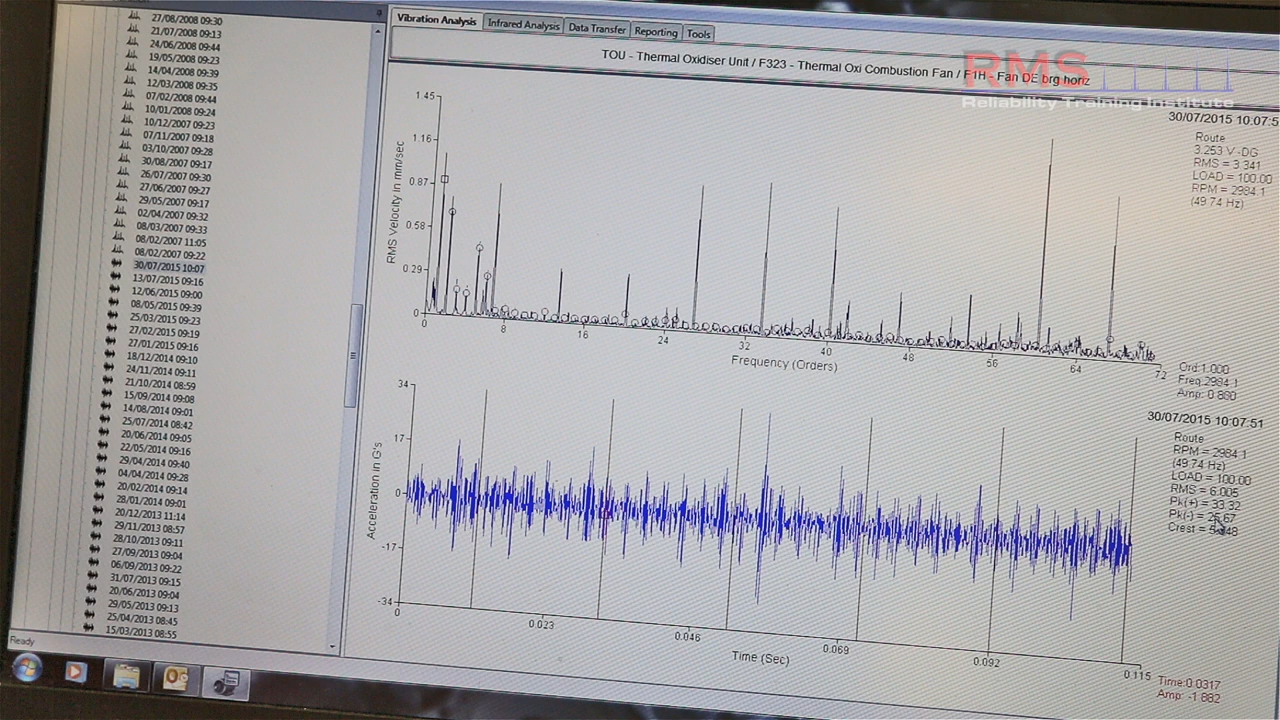 27/08/2008 09:30
21/07/2008 09:13
24/06/2008 09:44
19/05/2008 09:23
14/04/2008 09:39
12/03/2008 09:35
07/02/2008 09:44
10/01/2008 09:24
10/12/2007 09:23
07/11/2007 09:18
03/10/2007 09:28
30/08/2007 09:17
26/07/2007 09:30
27/06/2007 09:27
29/05/2007 09:17
02/04/2007 09:32
08/03/2007 09:33
08/02/2007 11:05
08/02/2007 09:22
30/07/2015 10:07
13/07/2015 09:16
12/06/2015 09:00
08/05/2015 09:39
25/03/2015 09:23
27/02/2015 09:19
27/01/2015 09:16
18/12/2014 09:10
24/11/2014 09:11
21/10/2014 08:59
15/09/2014 09:08
14/08/2014 09:01
25/07/2014 08:42
20/06/2014 09:05
22/05/2014 09:16
29/04/2014 09:40
04/04/2014 09:28
20/02/2014 09:14
28/01/2014 09:01
20/12/2013 11:14
29/11/2013 08:57
28/10/2013 09:11
27/09/2013 09:04
06/09/2013 09:22
31/07/2013 09:15
20/06/2013 09:04
29/05/2013 09:13
25/04/2013 08:45
15/03/2013 08:55
Ready
Vibration Analysis Infrared Analysis Data Transfer Reporting Tools
TOU - Thermal Oxidiser Unit / F323 - Thermal Oxi Combustion Fan / F1H - Fan DE brg horiz
RMS
Reliability Training Institute
30/07/2015 10:07:5
Route
3.253 V-DG
RMS = 3.341
LOAD = 100.00
RPM = 2984.1
(49.74 Hz)
RMS Velocity in mm/sec
1.45
1.16
0.87
0.58
0.29
0
0 8 16 24 32 40 48 56 64 72
Frequency (Orders)
Ord:1.000
Freq:2984.1
Amp: 0.880
30/07/2015 10:07:51
Route
RPM = 2984.1
(49.74 Hz)
LOAD = 100.00
RMS = 6.005
Pk(+) = 33.32
Pk(-) =
Crest =
Acceleration in G's
34
17
0
-17
-34
0 0.023 0.046 0.069 0.092 0.115
Time (Sec)
Time:0.0317
Amp: -1.882